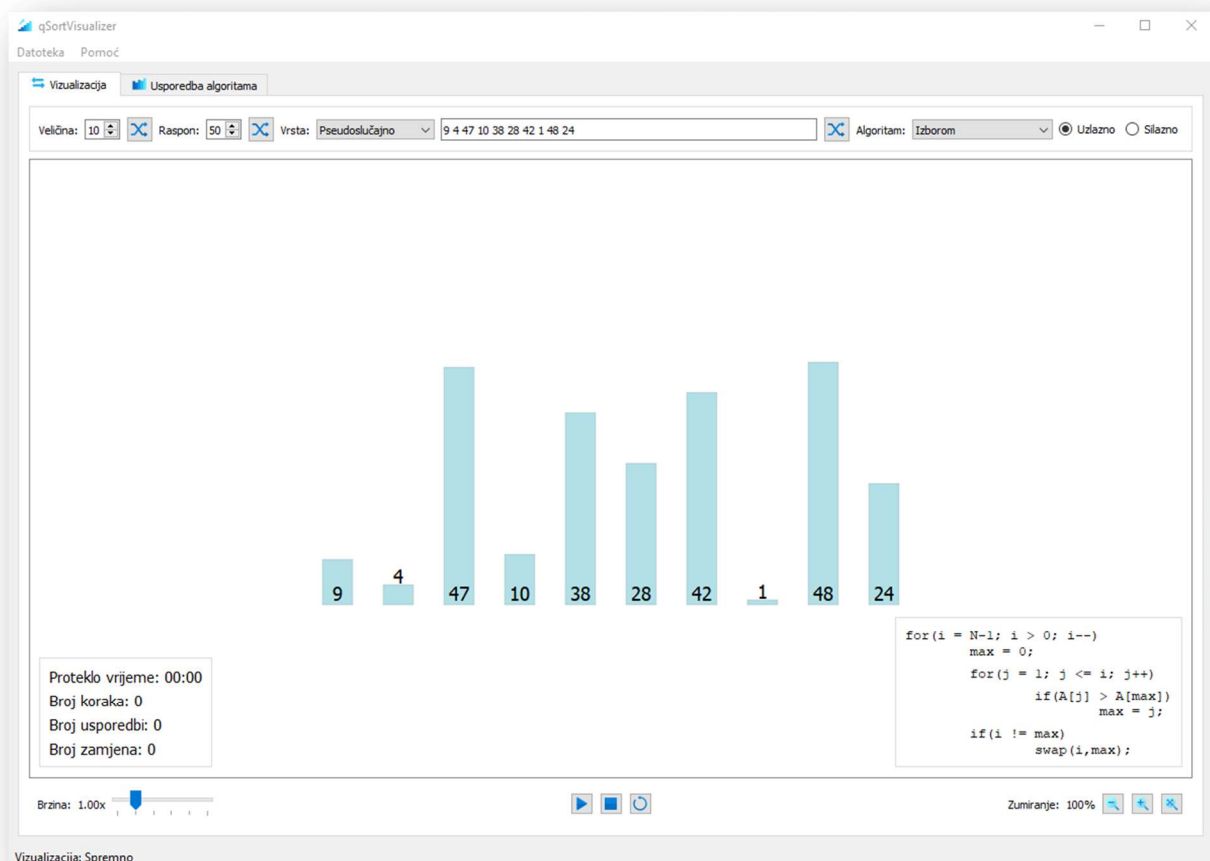 qSortVisualizer
Datoteka Pomoć
Vizualizacija Usporedba algoritama
Veličina: 10 Raspon: 50 Vrsta: Pseudoslučajno 9 4 47 10 38 28 42 1 48 24 Algoritam: Izborom Uzlazno Silazno
9 4 47 10 38 28 42 1 48 24
for(i = N-1; i > 0; i--)
max = 0;
for(j = 1; j <= i; j++)
if(A[j] > A[max])
max = j;
if(i != max)
swap(i,max);
Proteklo vrijeme: 00:00
Broj koraka: 0
Broj usporedbi: 0
Broj zamjena: 0
Brzina: 1.00x Zumiranje: 100%
Vizualizacija: Spremno